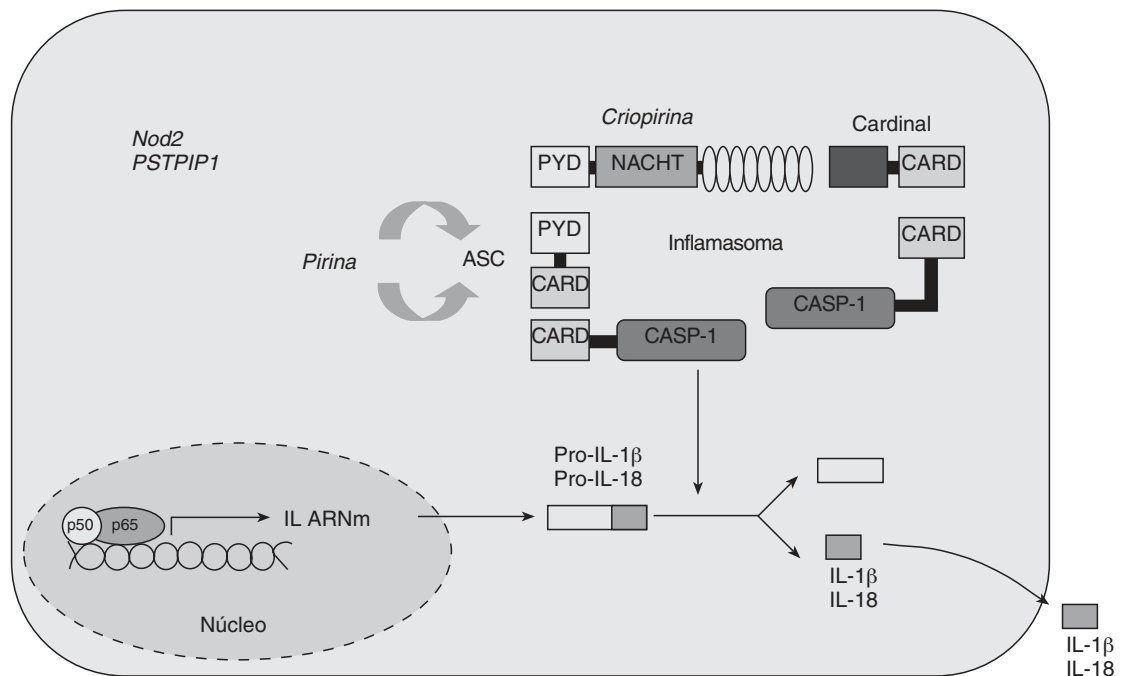 Criopirina
Cardinal
Nod2
PSTPIP1
PYD
NACHT
CARD
PYD
CARD
Inflamasoma
Pirina
ASC
CARD
CASP-1
CARD
CASP-1
Pro-IL-1β
Pro-IL-18
p50
p65
IL ARNm
IL-1β
IL-18
Núcleo
IL-1β
IL-18